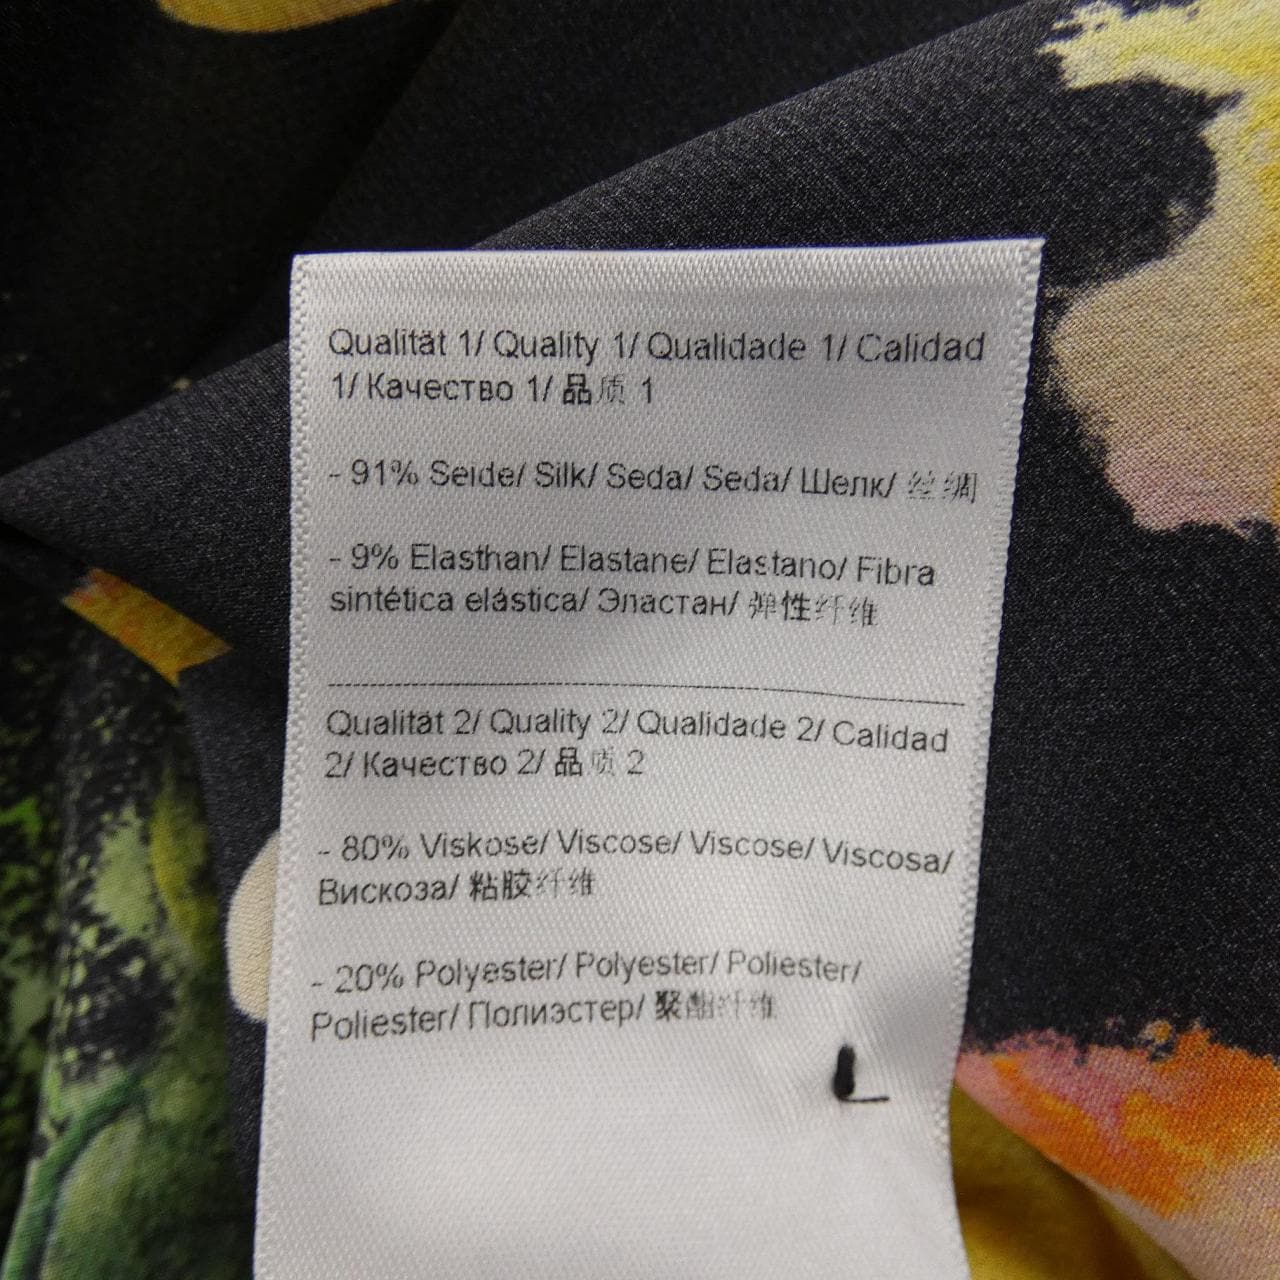 Qualität 1/ Quality 1/ Qualidade 1/ Calidad
1/ Качество 1/ 品质 1
- 91% Seide/ Silk/ Seda/ Seda/ Шелк/ 丝绸
- 9% Elasthan/ Elastane/ Elastano/ Fibra
sintética elástica/ Эластан/ 弹性纤维
Qualität 2/ Quality 2/ Qualidade 2/ Calidad
2/ Качество 2/ 品质 2
- 80% Viskose/ Viscose/ Viscose/ Viscosa/
Вискоза/ 粘胶纤维
- 20% Polyester/ Polyester/ Poliester/
Poliester/ Полиэстер/ 聚酯纤维